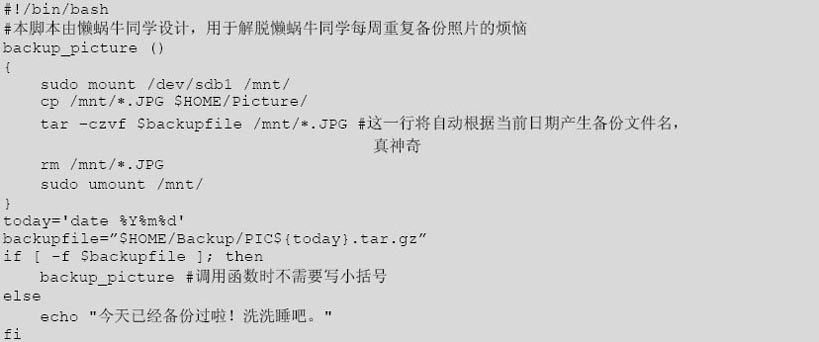 #!/bin/bash
#本脚本由懒蜗牛同学设计，用于解脱懒蜗牛同学每周重复备份照片的烦恼
backup_picture ()
{
    sudo mount /dev/sdb1 /mnt/
    cp /mnt/*.JPG $HOME/Picture/
    tar –czvf $backupfile /mnt/*.JPG #这一行将自动根据当前日期产生备份文件名，
真神奇
    rm /mnt/*.JPG
    sudo umount /mnt/
}
today='date %Y%m%d'
backupfile=”$HOME/Backup/PIC${today}.tar.gz”
if [ -f $backupfile ]; then
    backup_picture #调用函数时不需要写小括号
else
    echo "今天已经备份过啦！洗洗睡吧。"
fi